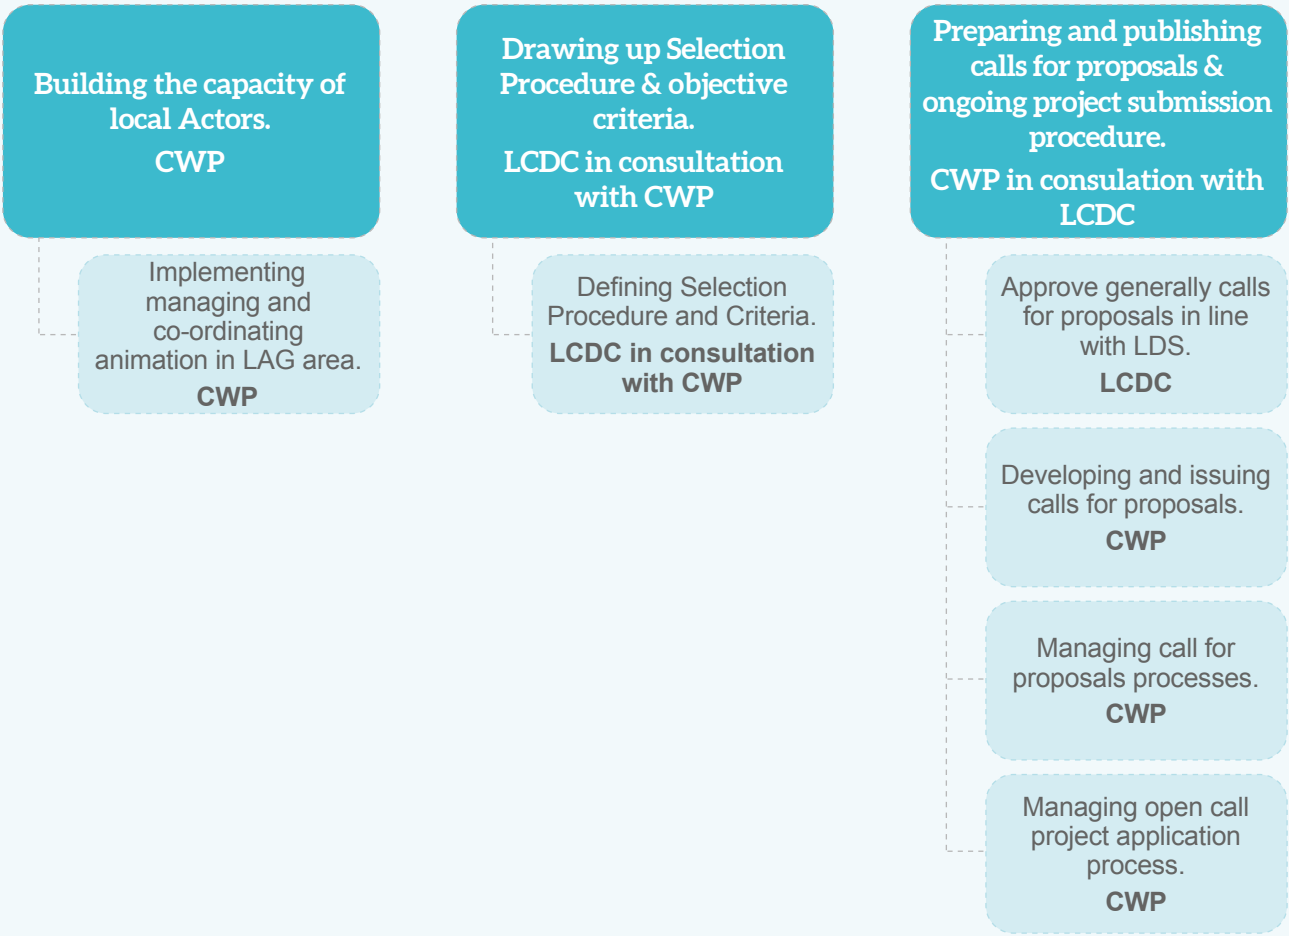 Building the capacity of
local Actors.
CWP
Implementing
managing and
co-ordinating
animation in LAG area.
CWP
Drawing up Selection
Procedure & objective
criteria.
LCDC in consultation
with CWP
Defining Selection
Procedure and Criteria.
LCDC in consultation
with CWP
Preparing and publishing
calls for proposals &
ongoing project submission
procedure.
CWP in consulation with
LCDC
Approve generally calls
for proposals in line
with LDS.
LCDC
Developing and issuing
calls for proposals.
CWP
Managing call for
proposals processes.
CWP
Managing open call
project application
process.
CWP